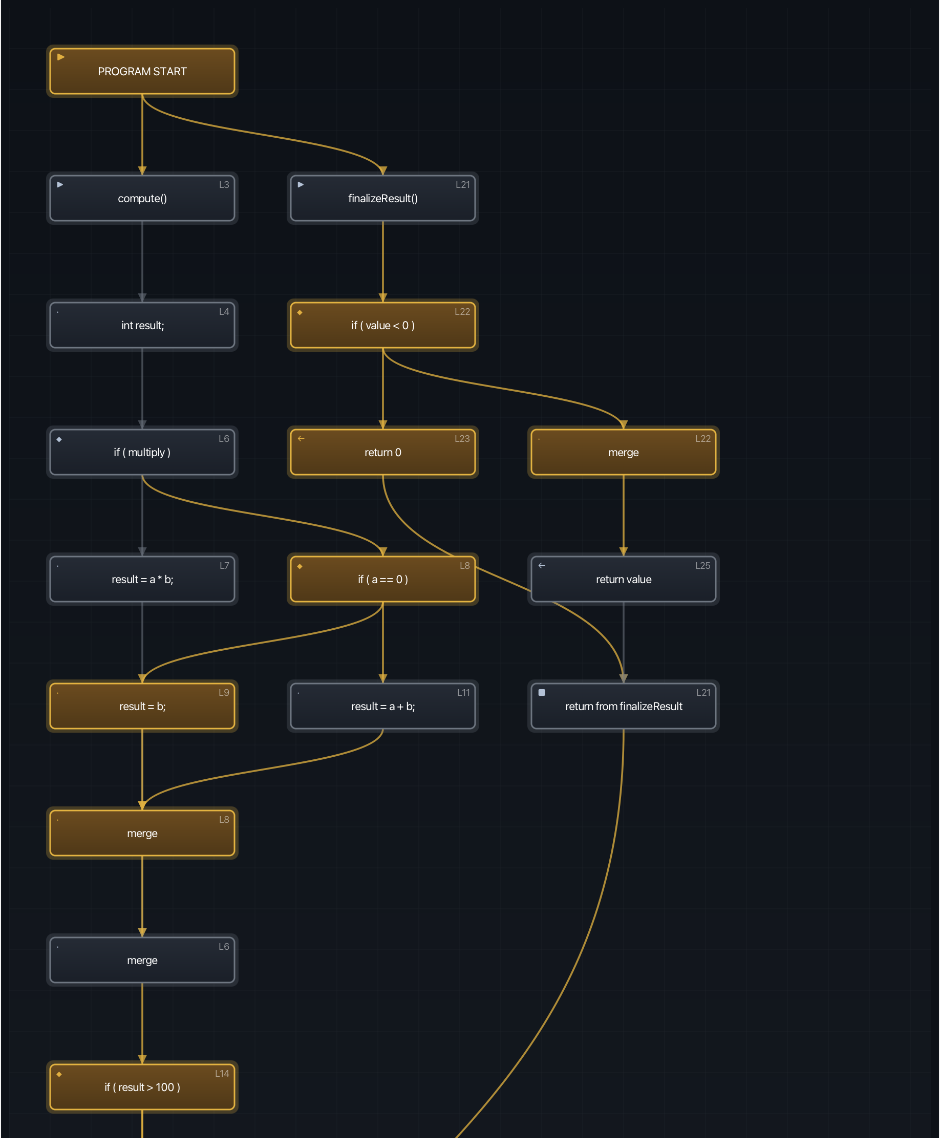 PROGRAM START
L3
compute()
L21
finalizeResult()
L4
int result;
L22
if ( value < 0 )
L6
if ( multiply )
L23
return 0
L22
merge
L7
result = a * b;
L8
if ( a == 0 )
L25
return value
L9
result = b;
L11
result = a + b;
L21
return from finalizeResult
L8
merge
L6
merge
L14
if ( result > 100 )